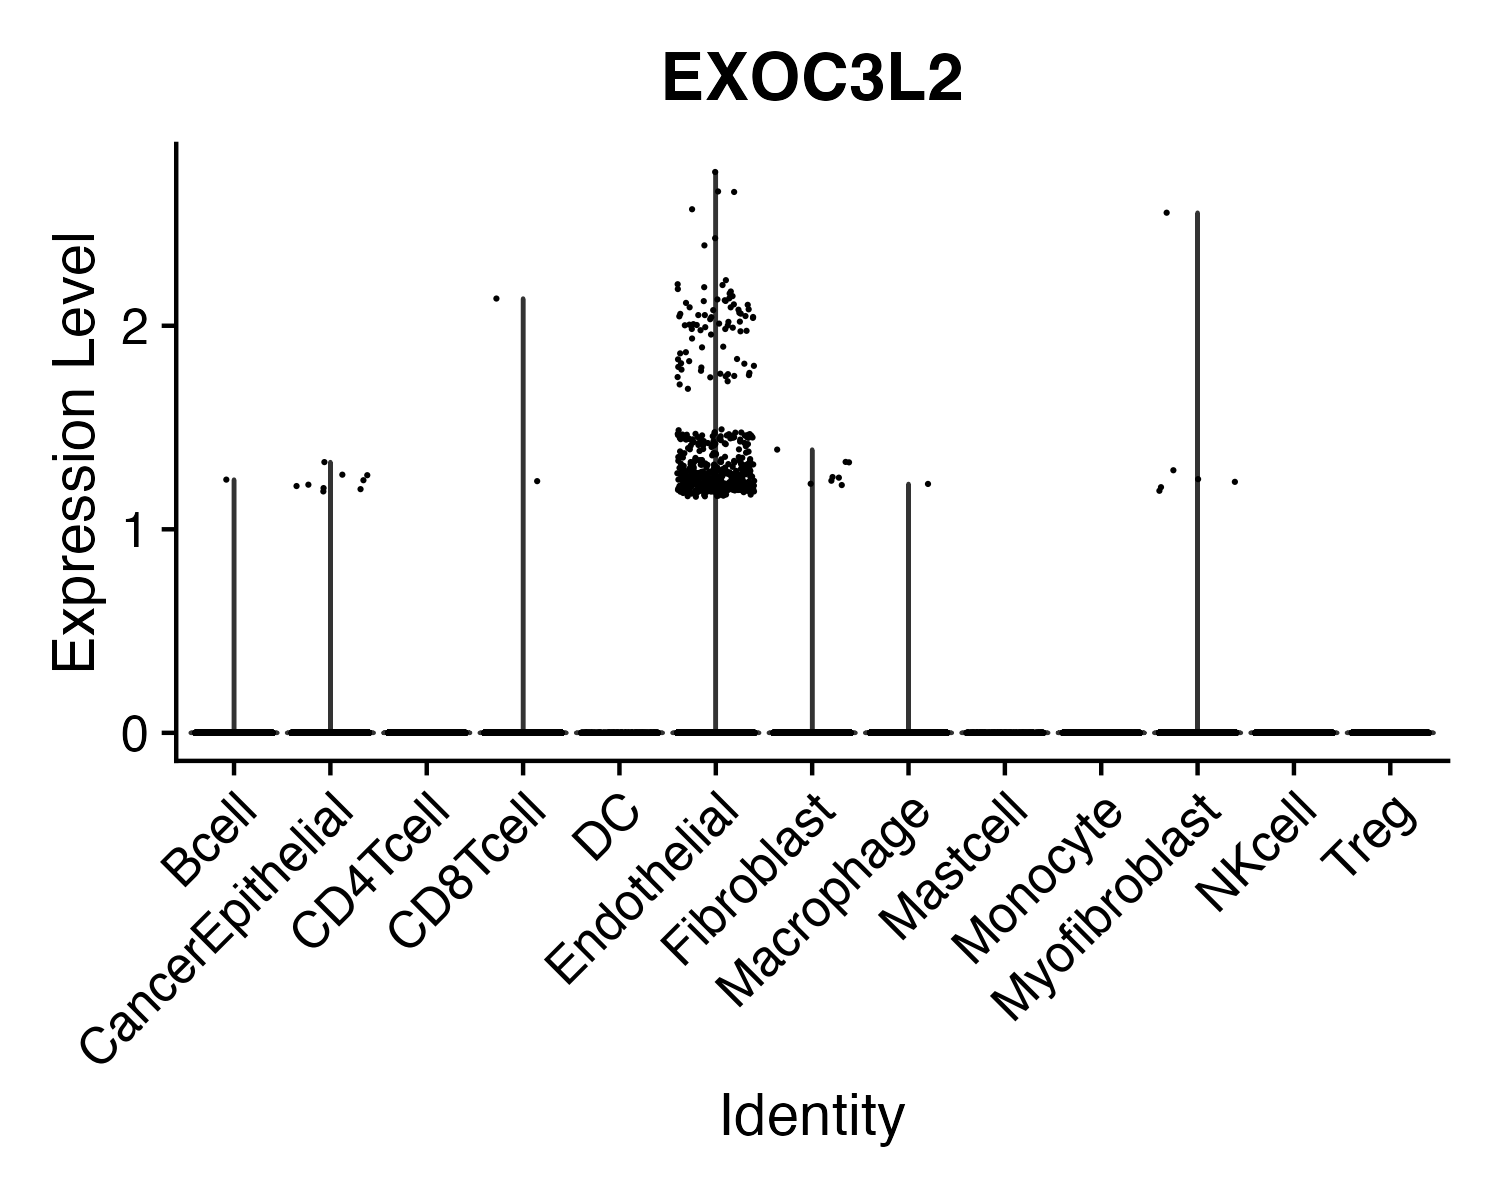 EXOC3L2
Expression Level
2
1
0
Bcell
CancerEpithelial
CD4Tcell
CD8Tcell
DC
Endothelial
Fibroblast
Macrophage
Mastcell
Monocyte
Myofibroblast
NKcell
Treg
Identity